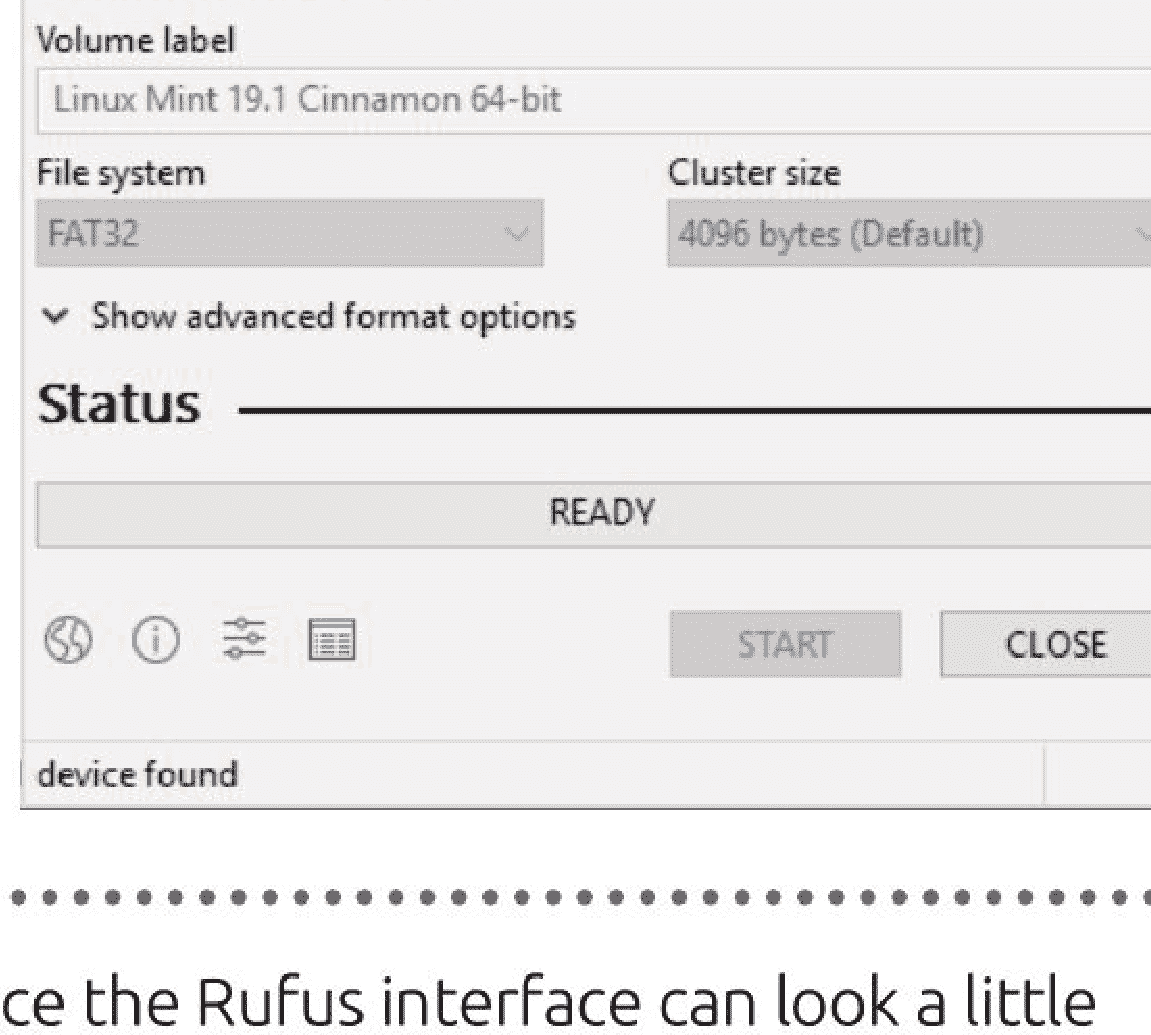 Volume label
Linux Mint 19.1 Cinnamon 64-bit
File system Cluster size
FAT32 4096 bytes (Default)
Show advanced format options
Status
READY
START CLOSE
device found
ce the Rufus interface can look a little